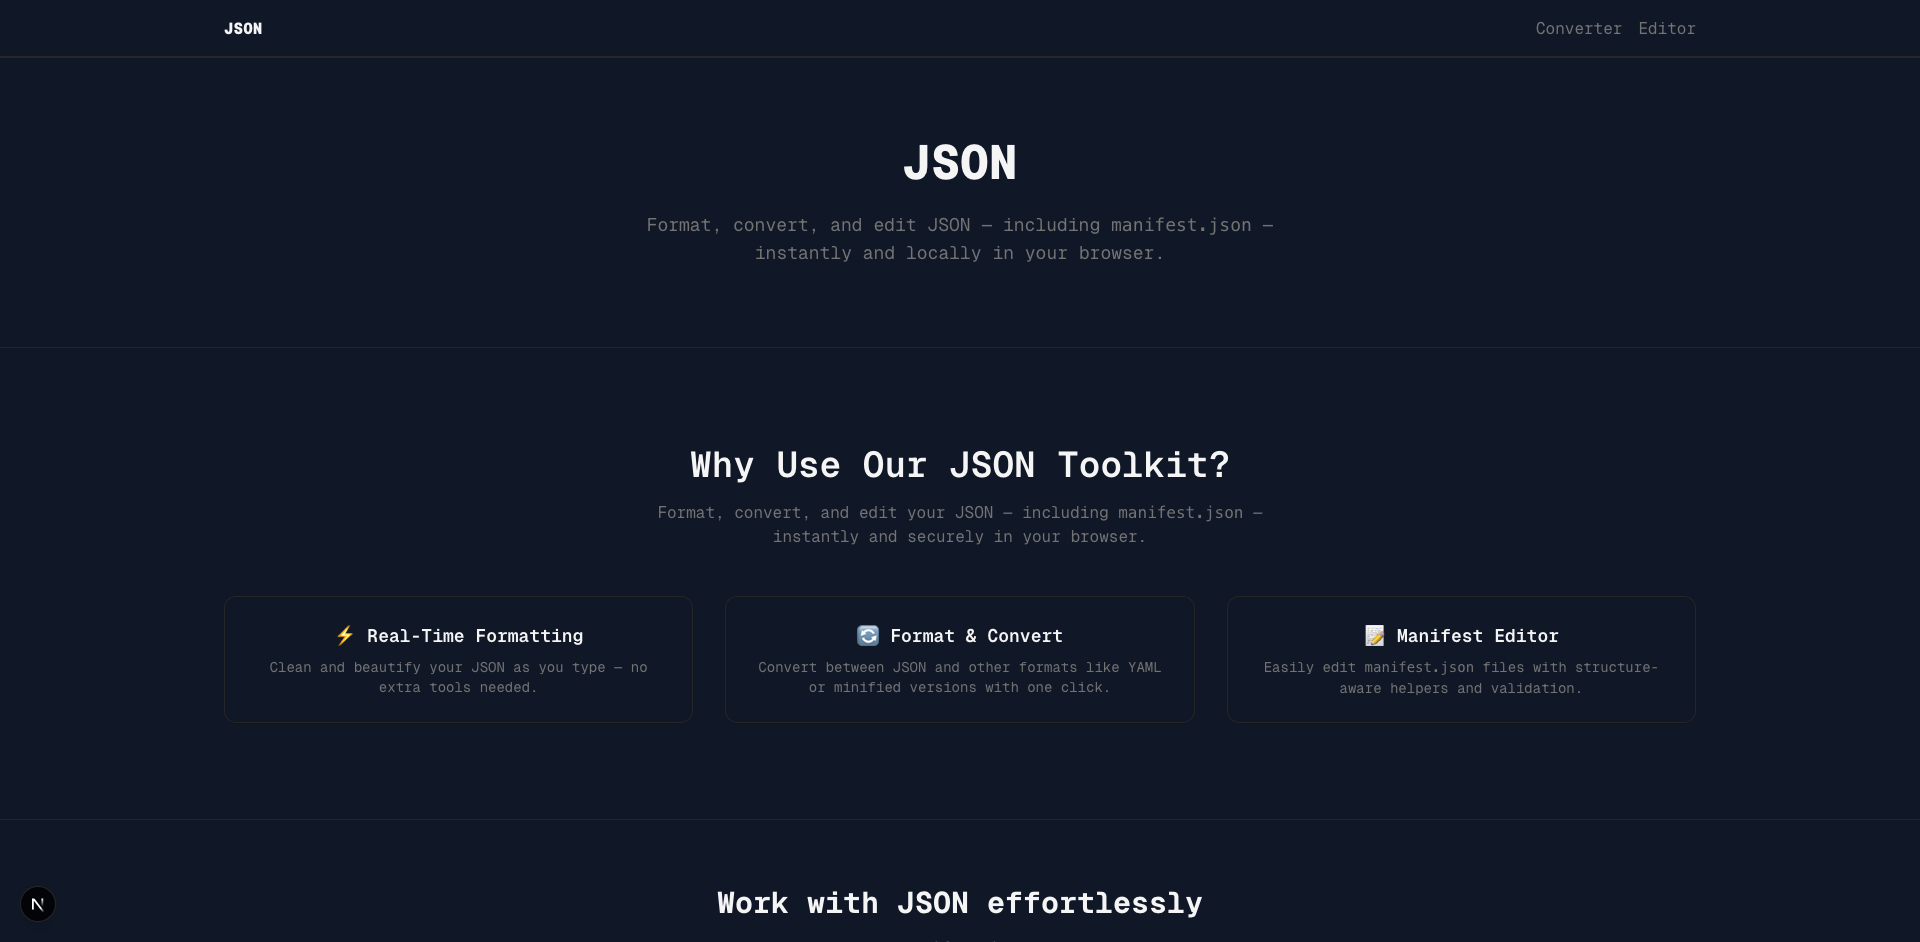 JSON
Converter Editor
JSON
Format, convert, and edit JSON — including manifest.json —
instantly and locally in your browser.
Why Use Our JSON Toolkit?
Format, convert, and edit your JSON — including manifest.json —
instantly and securely in your browser.
⚡ Real-Time Formatting
Clean and beautify your JSON as you type — no
extra tools needed.
🔄 Format & Convert
Convert between JSON and other formats like YAML
or minified versions with one click.
📝 Manifest Editor
Easily edit manifest.json files with structure-
aware helpers and validation.
Work with JSON effortlessly
N